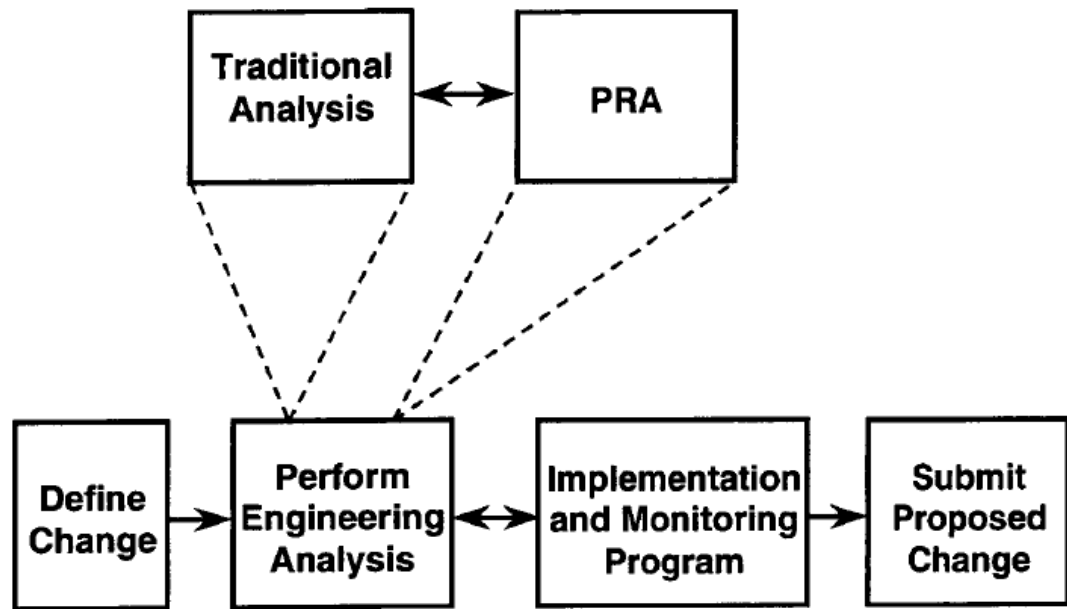 Traditional
Analysis
PRA
Define
Change
Perform
Engineering
Analysis
Implementation
and Monitoring
Program
Submit
Proposed
Change